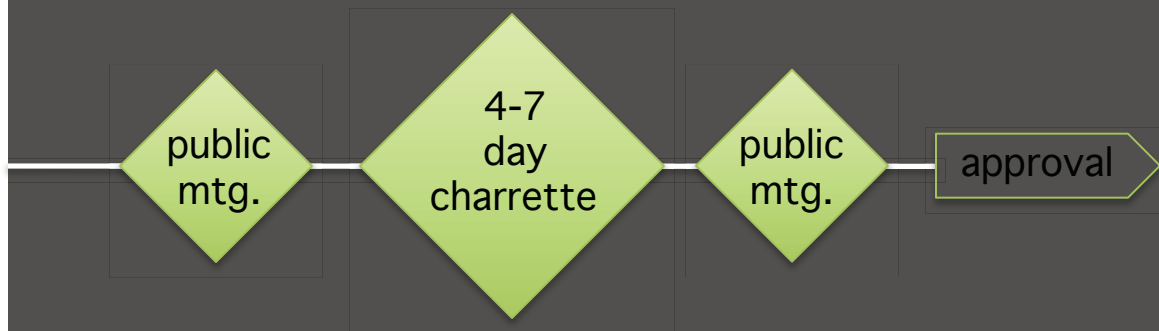 public
mtg.
4-7
day
charrette
public
mtg.
approval